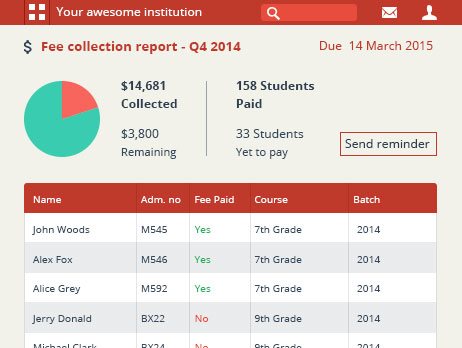 Your awesome institution
$ Fee collection report - Q4 2014
Due 14 March 2015
$14,681
Collected
$3,800
Remaining
158 Students
Paid
33 Students
Yet to pay
Send reminder
Name Adm. no Fee Paid Course Batch
John Woods M545 Yes 7th Grade 2014
Alex Fox M546 Yes 7th Grade 2014
Alice Grey M592 Yes 7th Grade 2014
Jerry Donald BX22 No 9th Grade 2014
Michael Clark BX24 No 9th Grade 2014